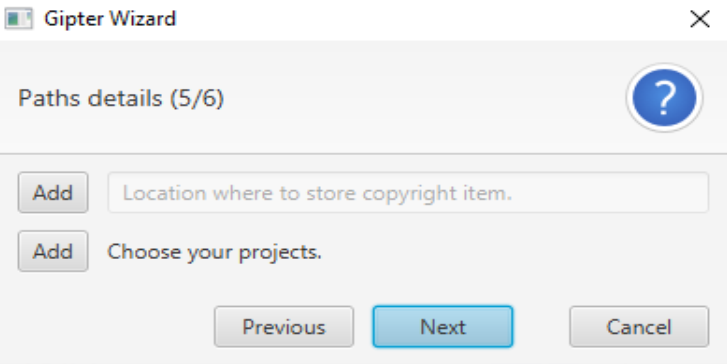 Gipter Wizard
Paths details (5/6)
?
Add Location where to store copyright item.
Add Choose your projects.
Previous Next Cancel